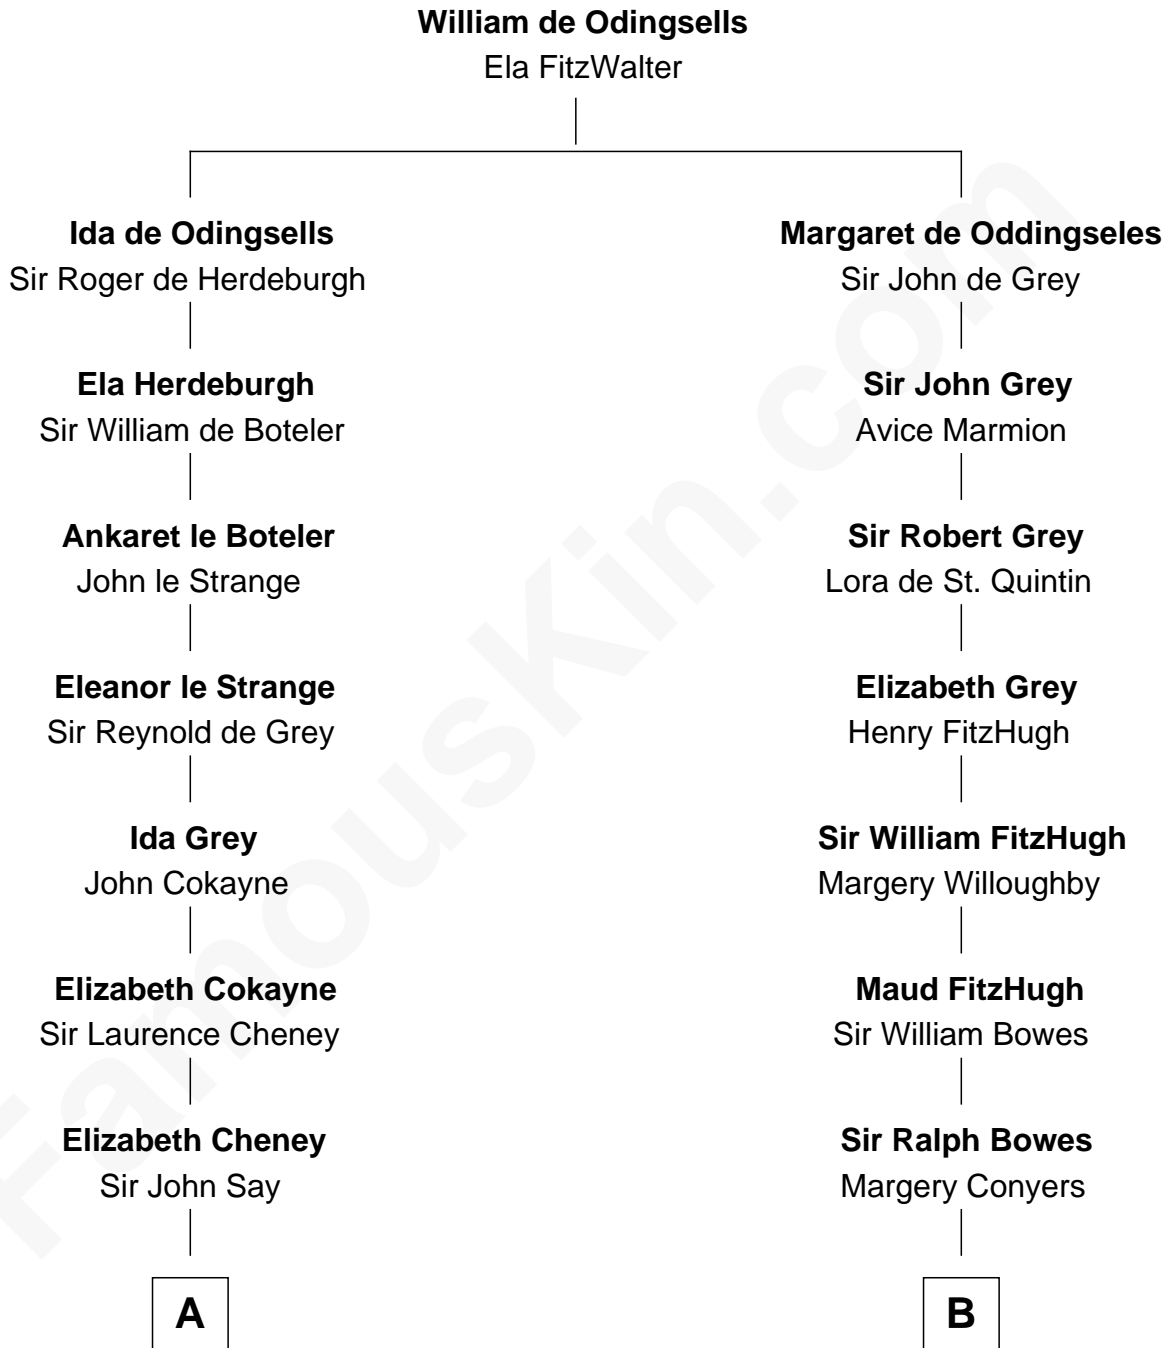 William de Odingsells
Ela FitzWalter
Ida de Odingsells
Sir Roger de Herdeburgh
Margaret de Oddingseles
Sir John de Grey
Ela Herdeburgh
Sir William de Boteler
Sir John Grey
Avice Marmion
Ankaret le Boteler
John le Strange
Sir Robert Grey
Lora de St. Quintin
Eleanor le Strange
Sir Reynold de Grey
Elizabeth Grey
Henry FitzHugh
Ida Grey
John Cokayne
Sir William FitzHugh
Margery Willoughby
Elizabeth Cokayne
Sir Laurence Cheney
Maud FitzHugh
Sir William Bowes
Elizabeth Cheney
Sir John Say
Sir Ralph Bowes
Margery Conyers
A
B
FamousKin.com